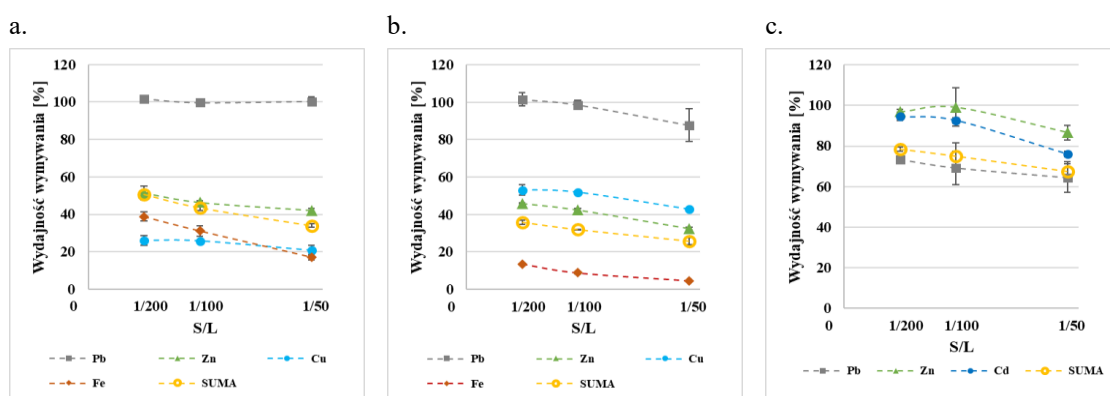 a.
Wydajność wymywania [%]
120
100
80
60
40
20
0
0
1/200
1/100
1/50
S/L
Pb
Zn
Cu
Fe
SUMA
b.
Wydajność wymywania [%]
120
100
80
60
40
20
0
0
1/200
1/100
1/50
S/L
Pb
Zn
Cu
Fe
SUMA
c.
Wydajność wymywania [%]
120
100
80
60
40
20
0
0
1/200
1/100
1/50
S/L
Pb
Zn
Cd
SUMA